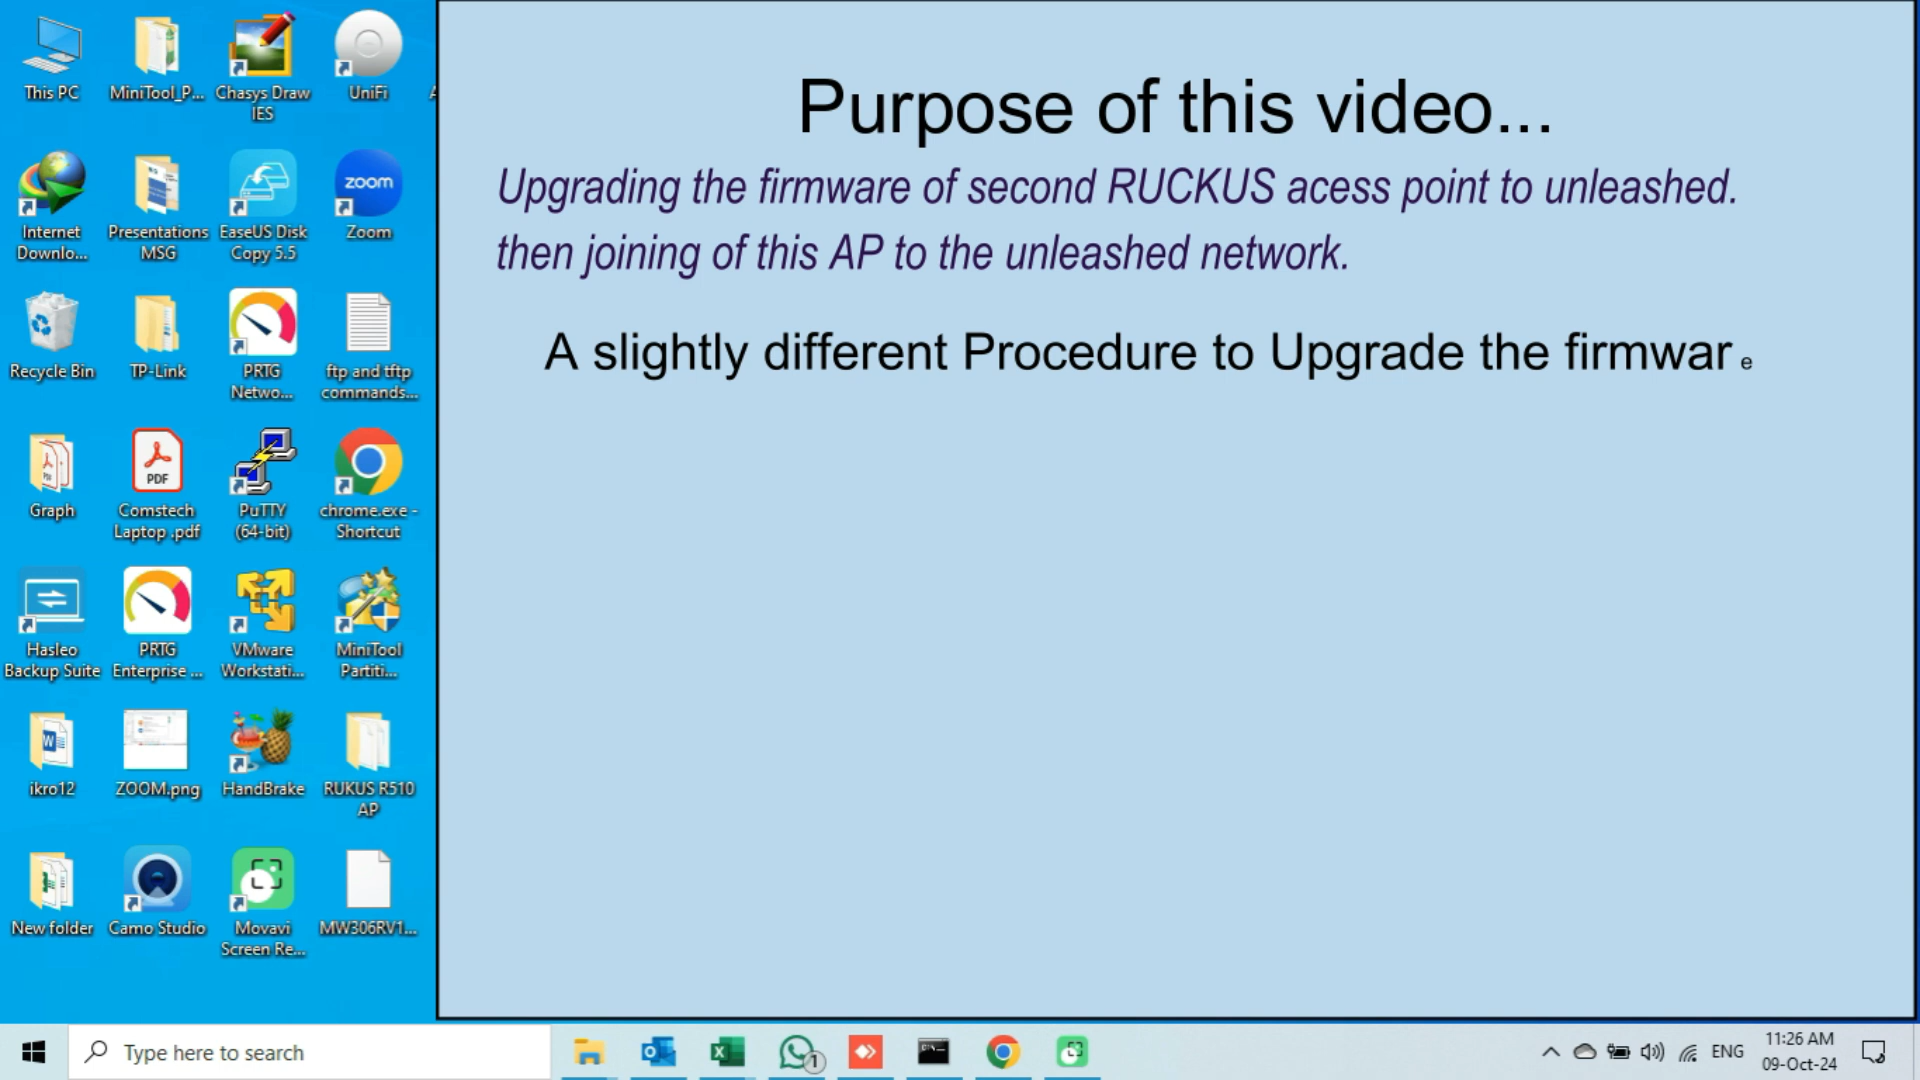 This PC
MiniTool_P...
Chasys Draw
IES
UniFi
Purpose of this video...
Upgrading the firmware of second RUCKUS acess point to unleashed.
then joining of this AP to the unleashed network.
A slightly different Procedure to Upgrade the firmwar e
Internet
Downlo...
Presentations
MSG
EaseUS Disk
Copy 5.5
zoom
Zoom
Recycle Bin
TP-Link
PRTG
Netwo...
ftp and tftp
commands...
Graph
PDF
Comstech
Laptop .pdf
PuTTY
(64-bit)
chrome.exe -
Shortcut
Hasleo
Backup Suite
PRTG
Enterprise ...
VMware
Workstati...
MiniTool
Partiti...
ikro12
ZOOM.png
HandBrake
RUKUS R510
AP
New folder
Camo Studio
Movavi
Screen Re...
MW306RV1...
Type here to search
1
ENG
11:26 AM
09-Oct-24